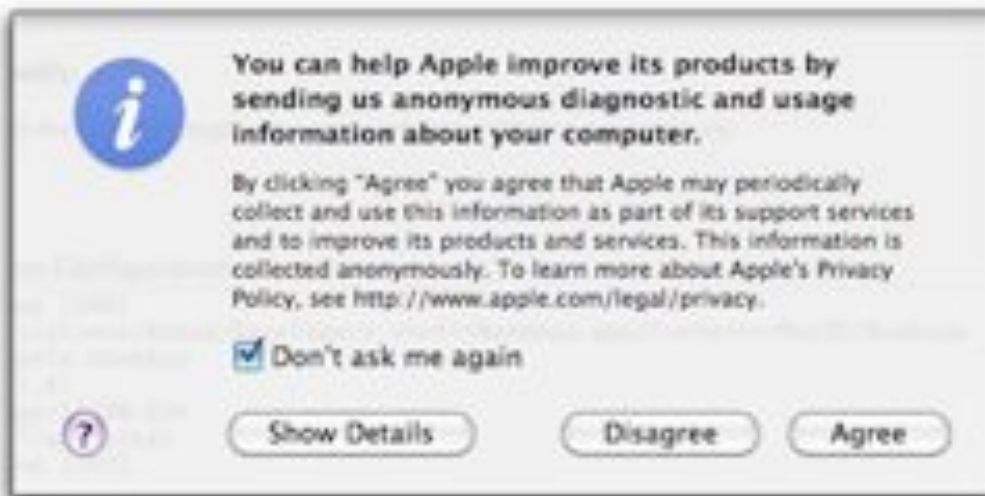 You can help Apple improve its products by
sending us anonymous diagnostic and usage
information about your computer.
By clicking "Agree" you agree that Apple may periodically
collect and use this information as part of its support services
and to improve its products and services. This information is
collected anonymously. To learn more about Apple's Privacy
Policy, see http://www.apple.com/legal/privacy.
Don't ask me again
? Show Details Disagree Agree